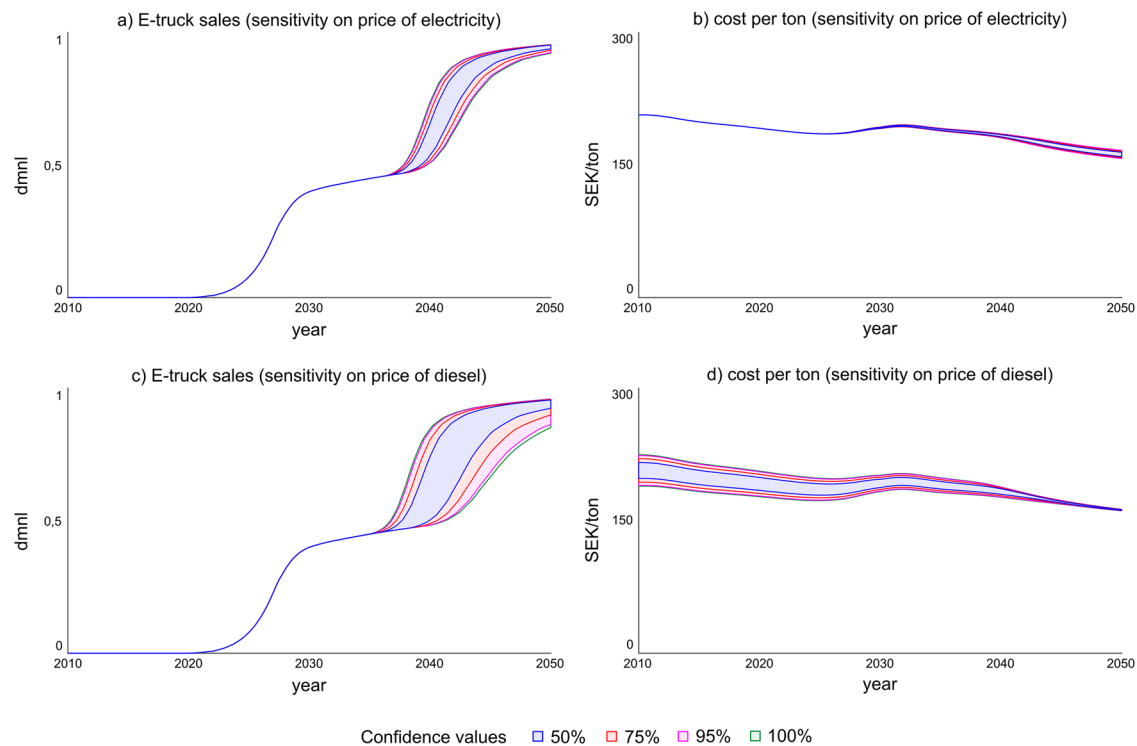 a) E-truck sales (sensitivity on price of electricity)
1
0,5
0
dmnl
2010 2020 2030 2040 2050
year
b) cost per ton (sensitivity on price of electricity)
300
150
0
SEK/ton
2010 2020 2030 2040 2050
year
c) E-truck sales (sensitivity on price of diesel)
1
0,5
0
dmnl
2010 2020 2030 2040 2050
year
d) cost per ton (sensitivity on price of diesel)
300
150
0
SEK/ton
2010 2020 2030 2040 2050
year
Confidence values 50% 75% 95% 100%